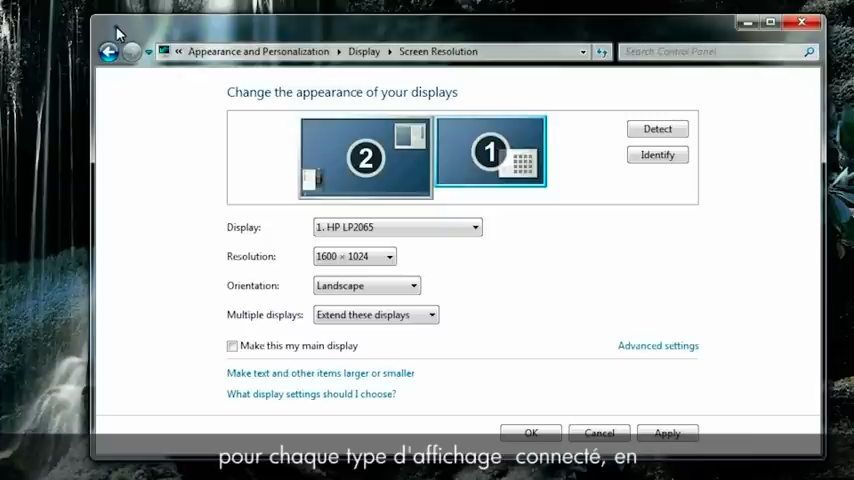 « Appearance and Personalization ▸ Display ▸ Screen Resolution
Search Control Panel
Change the appearance of your displays
2
1
Detect
Identify
Display: 1. HP LP2065
Resolution: 1600 × 1024
Orientation: Landscape
Multiple displays: Extend these displays
Make this my main display
Advanced settings
Make text and other items larger or smaller
What display settings should I choose?
OK Cancel Apply
pour chaque type d'affichage connecté, en